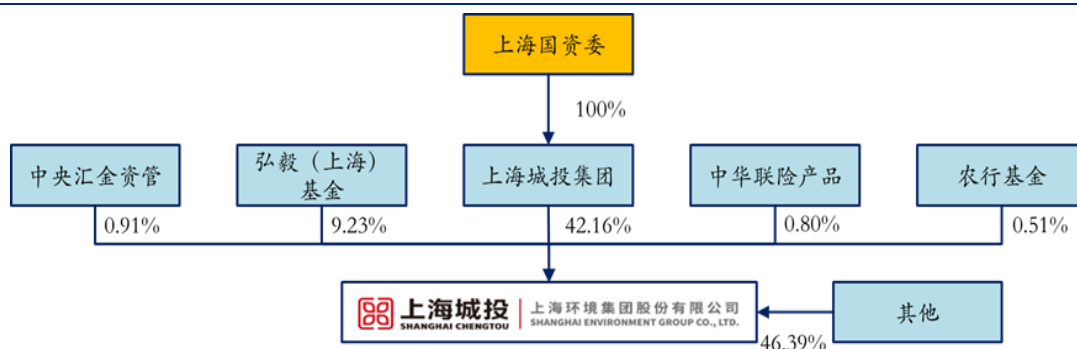 上海国资委
100%
中央汇金资管
弘毅（上海）
基金
上海城投集团
中华联险产品
农行基金
0.91%
9.23%
42.16%
0.80%
0.51%
上海城投
SHANGHAI CHENGTOU
上海环境集团股份有限公司
SHANGHAI ENVIRONMENT GROUP CO., LTD.
其他
46.39%